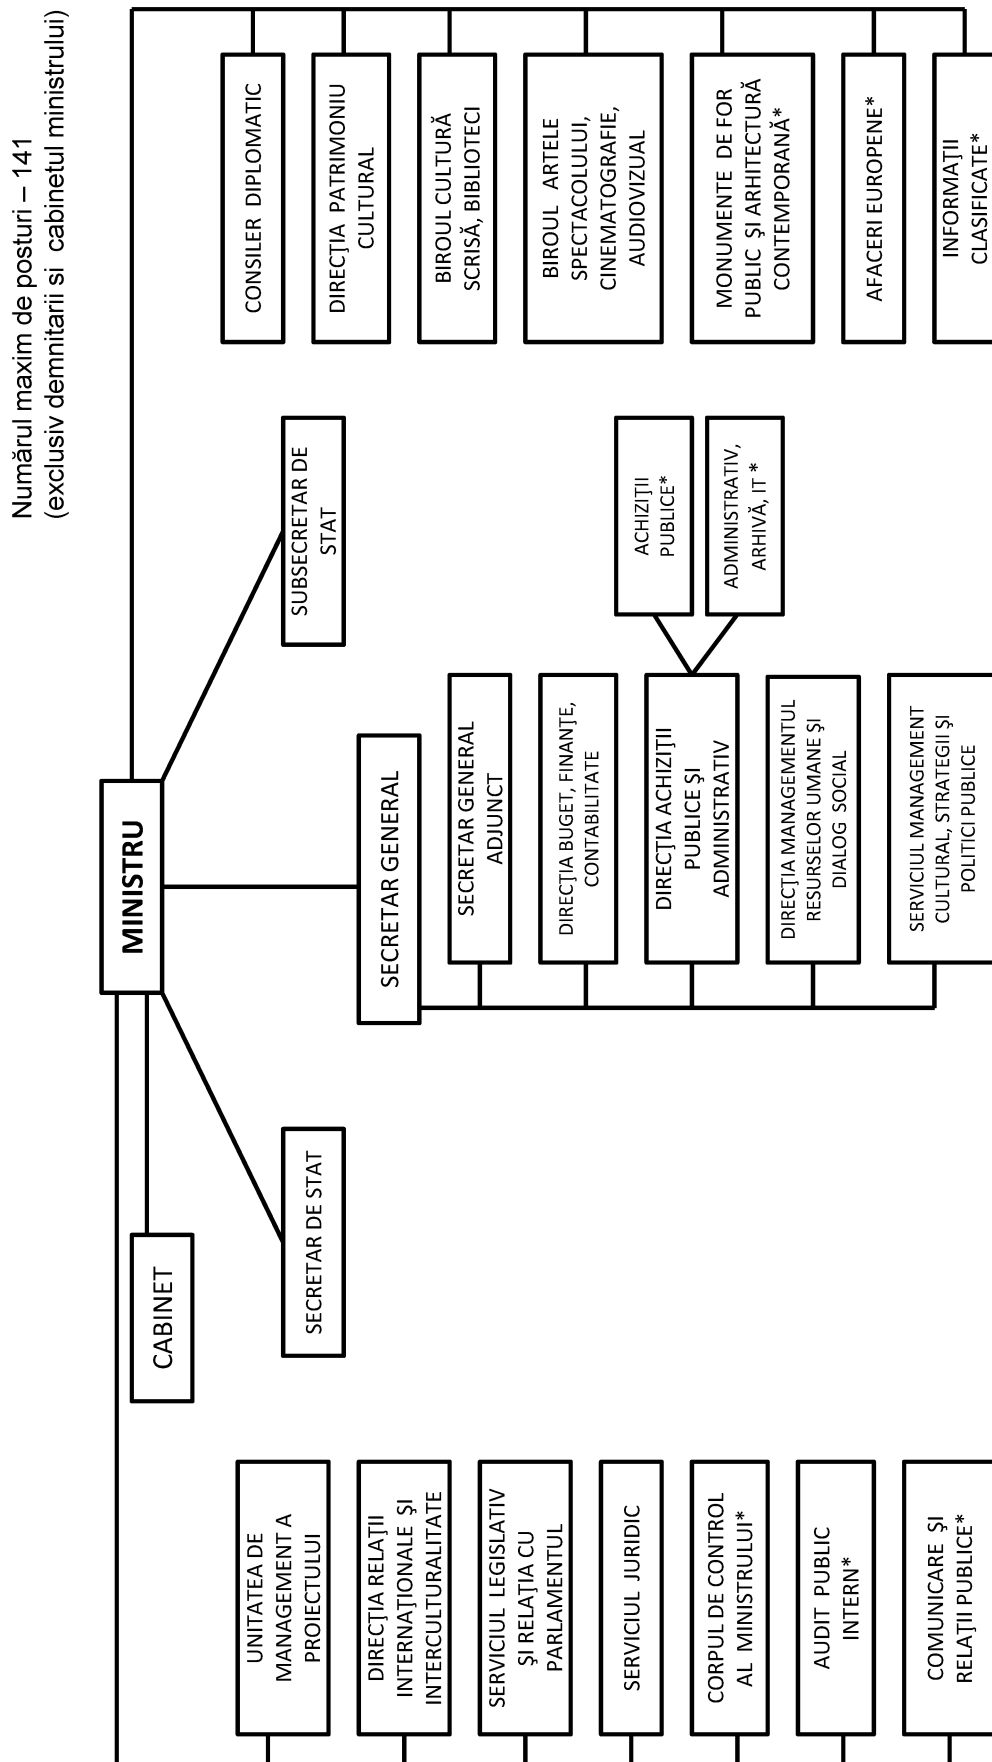 Numărul maxim de posturi – 141
(exclusiv demnitarii si cabinetul ministrului)
MINISTRU
CABINET
SECRETAR DE STAT
SUBSECRETAR DE
STAT
SECRETAR GENERAL
SECRETAR GENERAL
ADJUNCT
DIRECŢIA BUGET, FINANŢE,
CONTABILITATE
DIRECŢIA ACHIZIŢII
PUBLICE ŞI
ADMINISTRATIV
ACHIZIŢII
PUBLICE*
ADMINISTRATIV,
ARHIVĂ, IT *
DIRECŢIA MANAGEMENTUL
RESURSELOR UMANE ŞI
DIALOG SOCIAL
SERVICIUL MANAGEMENT
CULTURAL, STRATEGII ŞI
POLITICI PUBLICE
UNITATEA DE
MANAGEMENT A
PROIECTULUI
DIRECŢIA RELAŢII
INTERNAŢIONALE ŞI
INTERCULTURALITATE
SERVICIUL LEGISLATIV
ŞI RELAŢIA CU
PARLAMENTUL
SERVICIUL JURIDIC
CORPUL DE CONTROL
AL MINISTRULUI*
AUDIT PUBLIC
INTERN*
COMUNICARE ŞI
RELAŢII PUBLICE*
CONSILER DIPLOMATIC
DIRECŢIA PATRIMONIU
CULTURAL
BIROUL CULTURĂ
SCRISĂ, BIBLIOTECI
BIROUL ARTELE
SPECTACOLULUI,
CINEMATOGRAFIE,
AUDIOVIZUAL
MONUMENTE DE FOR
PUBLIC ŞI ARHITECTURĂ
CONTEMPORANĂ*
AFACERI EUROPENE*
INFORMAŢII
CLASIFICATE*